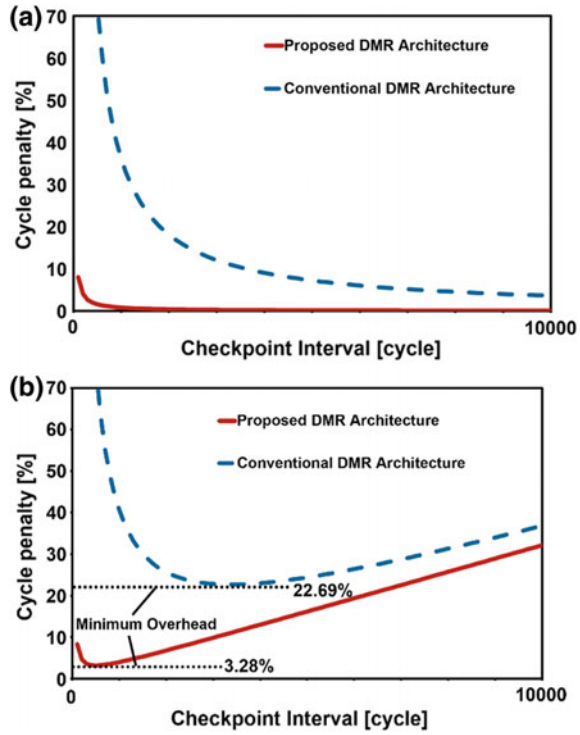 (a)
70
60
50
40
30
20
10
0
Cycle penalty [%]
Proposed DMR Architecture
Conventional DMR Architecture
0
10000
Checkpoint Interval [cycle]
(b)
70
60
50
40
30
20
10
0
Cycle penalty [%]
Proposed DMR Architecture
Conventional DMR Architecture
22.69%
Minimum Overhead
3.28%
0
10000
Checkpoint Interval [cycle]